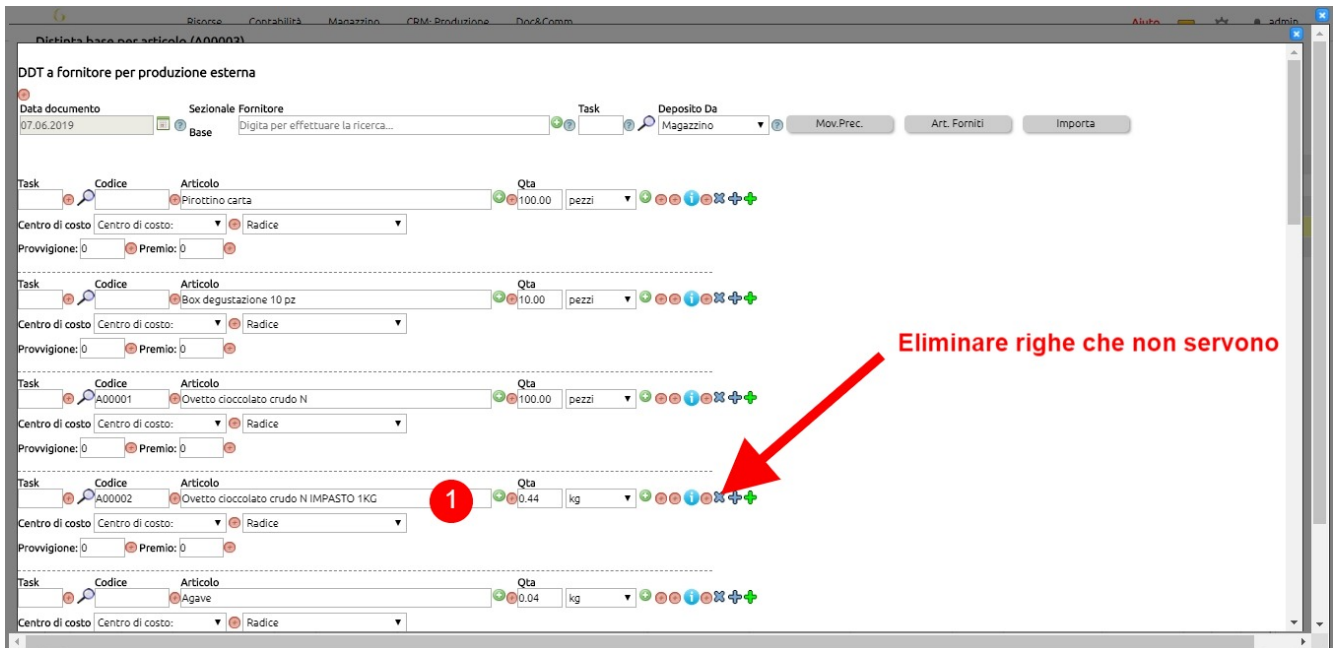 Risorse Contabilità Magazzino CRM- Produzione Doc&Comm Aiuto admin
Distinta base per articolo (A00003)
DDT a fornitore per produzione esterna
Data documento Sezionale Fornitore Task Deposito Da
07.06.2019 Base Digita per effettuare la ricerca... Magazzino Mov.Prec. Art. Forniti Importa
Task Codice Articolo Qta
Pirottino carta 100.00 pezzi
Centro di costo Centro di costo: Radice
Provvigione: 0 Premio: 0
Task Codice Articolo Qta
Box degustazione 10 pz 10.00 pezzi
Centro di costo Centro di costo: Radice
Provvigione: 0 Premio: 0
Eliminare righe che non servono
Task Codice Articolo Qta
A00001 Ovetto cioccolato crudo N 100.00 pezzi
Centro di costo Centro di costo: Radice
Provvigione: 0 Premio: 0
Task Codice Articolo Qta
A00002 Ovetto cioccolato crudo N IMPASTO 1KG 1 0.44 kg
Centro di costo Centro di costo: Radice
Provvigione: 0 Premio: 0
Task Codice Articolo Qta
Agave 0.04 kg
Centro di costo Centro di costo: Radice